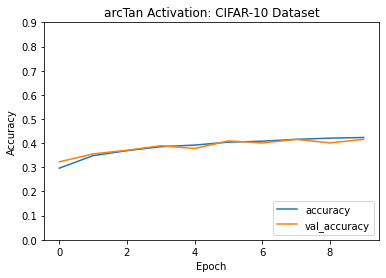 arcTan Activation: CIFAR-10 Dataset
0.9
0.8
0.7
0.6
0.5
0.4
0.3
0.2
0.1
0.0
Accuracy
accuracy
val_accuracy
0 2 4 6 8
Epoch